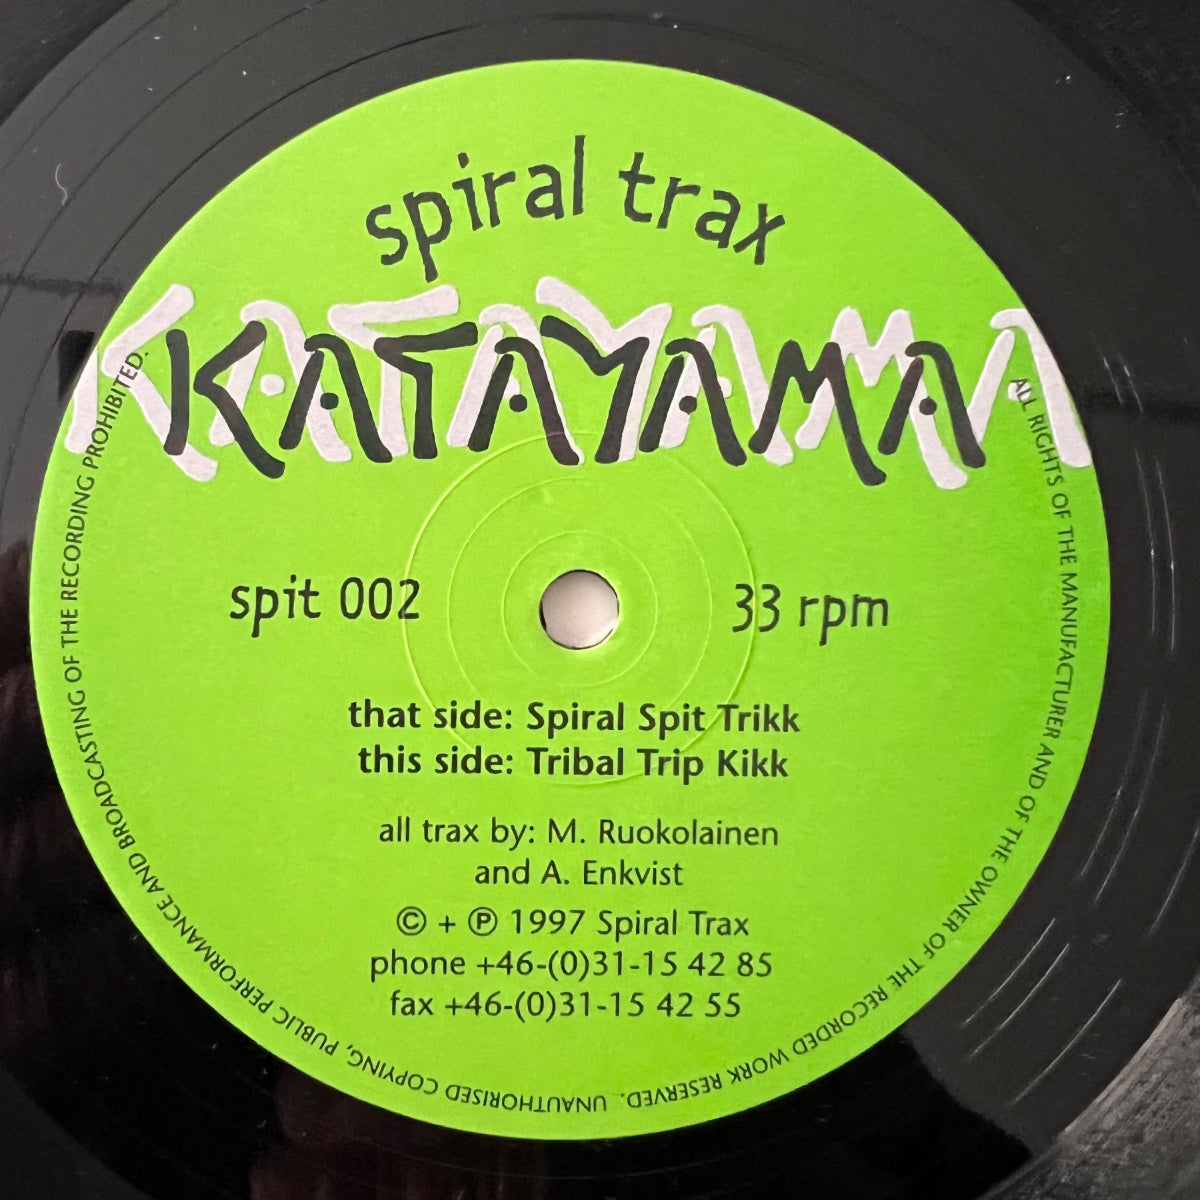 spiral trax
KATAYAMA
spit 002
33 rpm
that side: Spiral Spit Trikk
this side: Tribal Trip Kikk
all trax by: M. Ruokolainen
and A. Enkvist
© + ℗ 1997 Spiral Trax
phone +46-(0)31-15 42 85
fax +46-(0)31-15 42 55
ALL RIGHTS OF THE MANUFACTURER AND OF THE OWNER OF THE RECORDED WORK RESERVED. UNAUTHORISED COPYING, PUBLIC PERFORMANCE AND BROADCASTING OF THE RECORDING PROHIBITED.